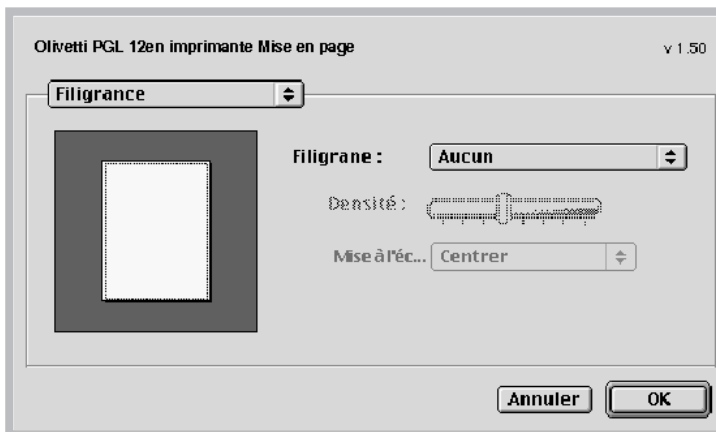 Olivetti PGL 12en imprimante Mise en page v 1.50
Filigrance
Filigrane : Aucun
Densité :
Mise à l'éc... Centrer
Annuler OK